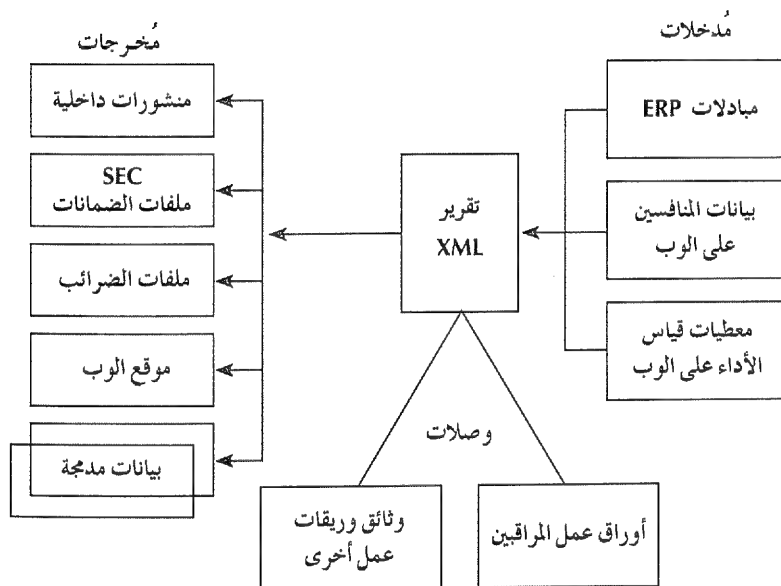 مُدخلات
مبادلات ERP
بيانات المنافسين
على الوب
معطيات قياس
الأداء على الوب
تقرير
XML
وصلات
أوراق عمل المراقبين
وثائق وريقات
عمل أخرى
مُخرجات
منشورات داخلية
SEC
ملفات الضمانات
ملفات الضرائب
موقع الوب
بيانات مدمجة